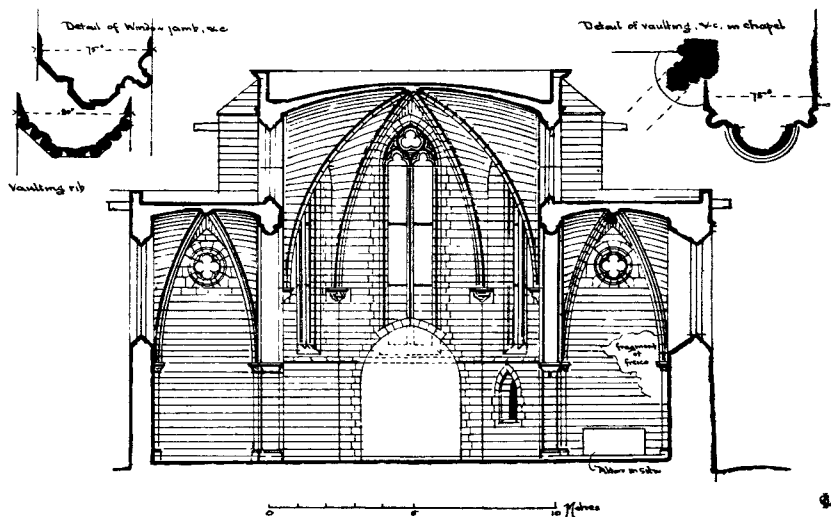 Detail of window jamb, &c
75°
Vaulting rib
Detail of vaulting, &c, in chapel
75°
fragment
of
fresco
Altar in situ
0 5 10 Metres